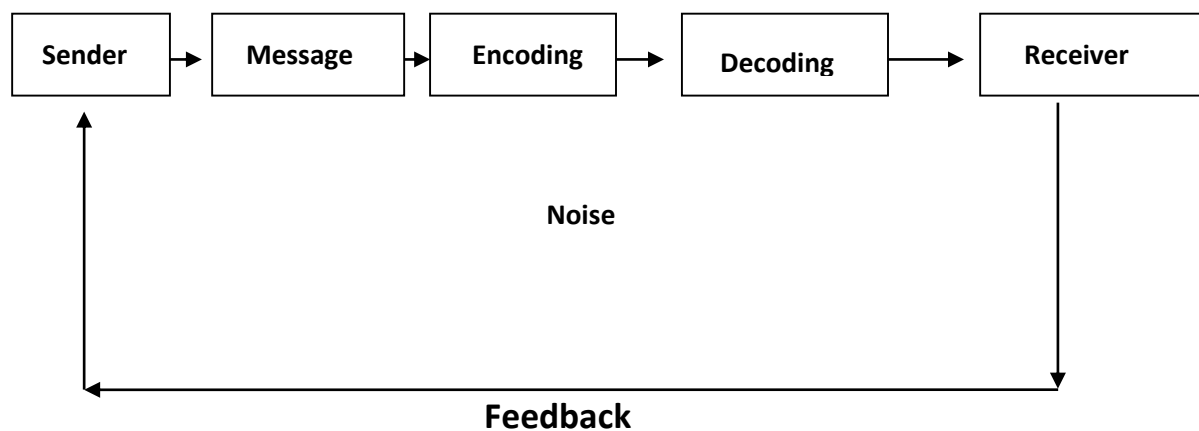 Sender
Message
Encoding
Decoding
Receiver
Noise
Feedback